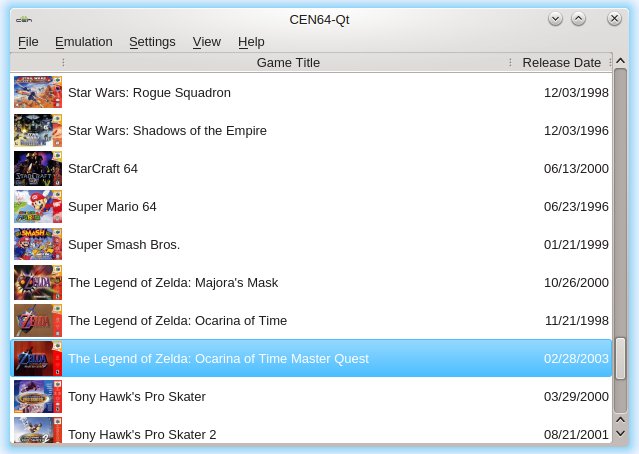 CEN64-Qt
File Emulation Settings View Help
Game Title Release Date
Star Wars: Rogue Squadron 12/03/1998
Star Wars: Shadows of the Empire 12/03/1996
StarCraft 64 06/13/2000
Super Mario 64 06/23/1996
Super Smash Bros. 01/21/1999
The Legend of Zelda: Majora's Mask 10/26/2000
The Legend of Zelda: Ocarina of Time 11/21/1998
The Legend of Zelda: Ocarina of Time Master Quest 02/28/2003
Tony Hawk's Pro Skater 03/29/2000
Tony Hawk's Pro Skater 2 08/21/2001